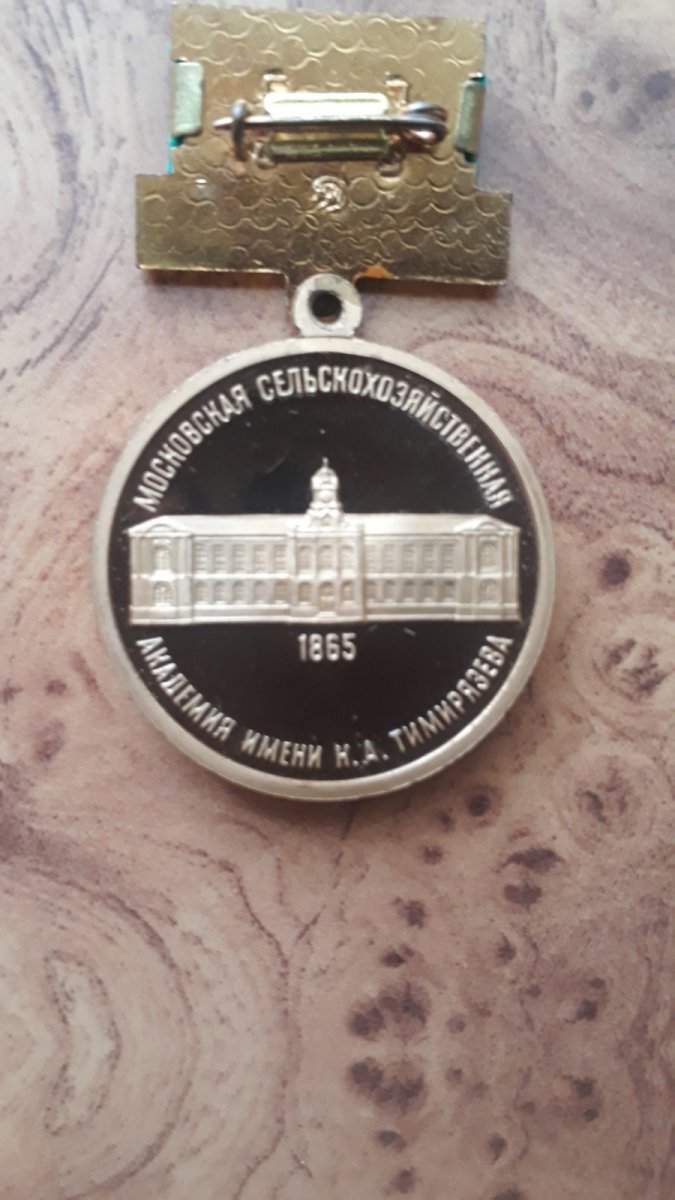 МОСКОВСКАЯ СЕЛЬСКОХОЗЯЙСТВЕННАЯ
1865
АКАДЕМИЯ ИМЕНИ К.А. ТИМИРЯЗЕВА